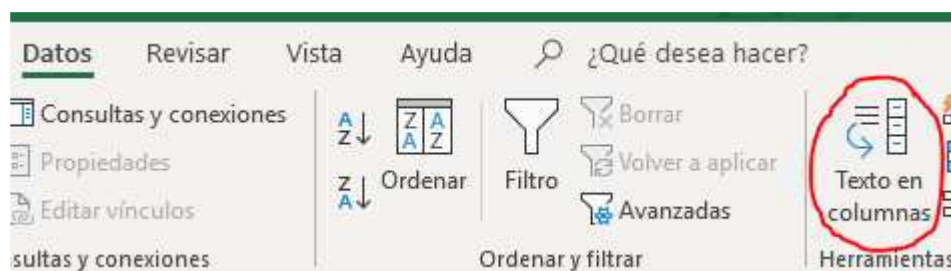 Datos Revisar Vista Ayuda ¿Qué desea hacer?
Consultas y conexiones
Propiedades
Editar vínculos
sultas y conexiones
A
Z
Z
A
Z A
A Z
Ordenar
Filtro
Borrar
Volver a aplicar
Avanzadas
Ordenar y filtrar
Texto en
columnas
Herramientas